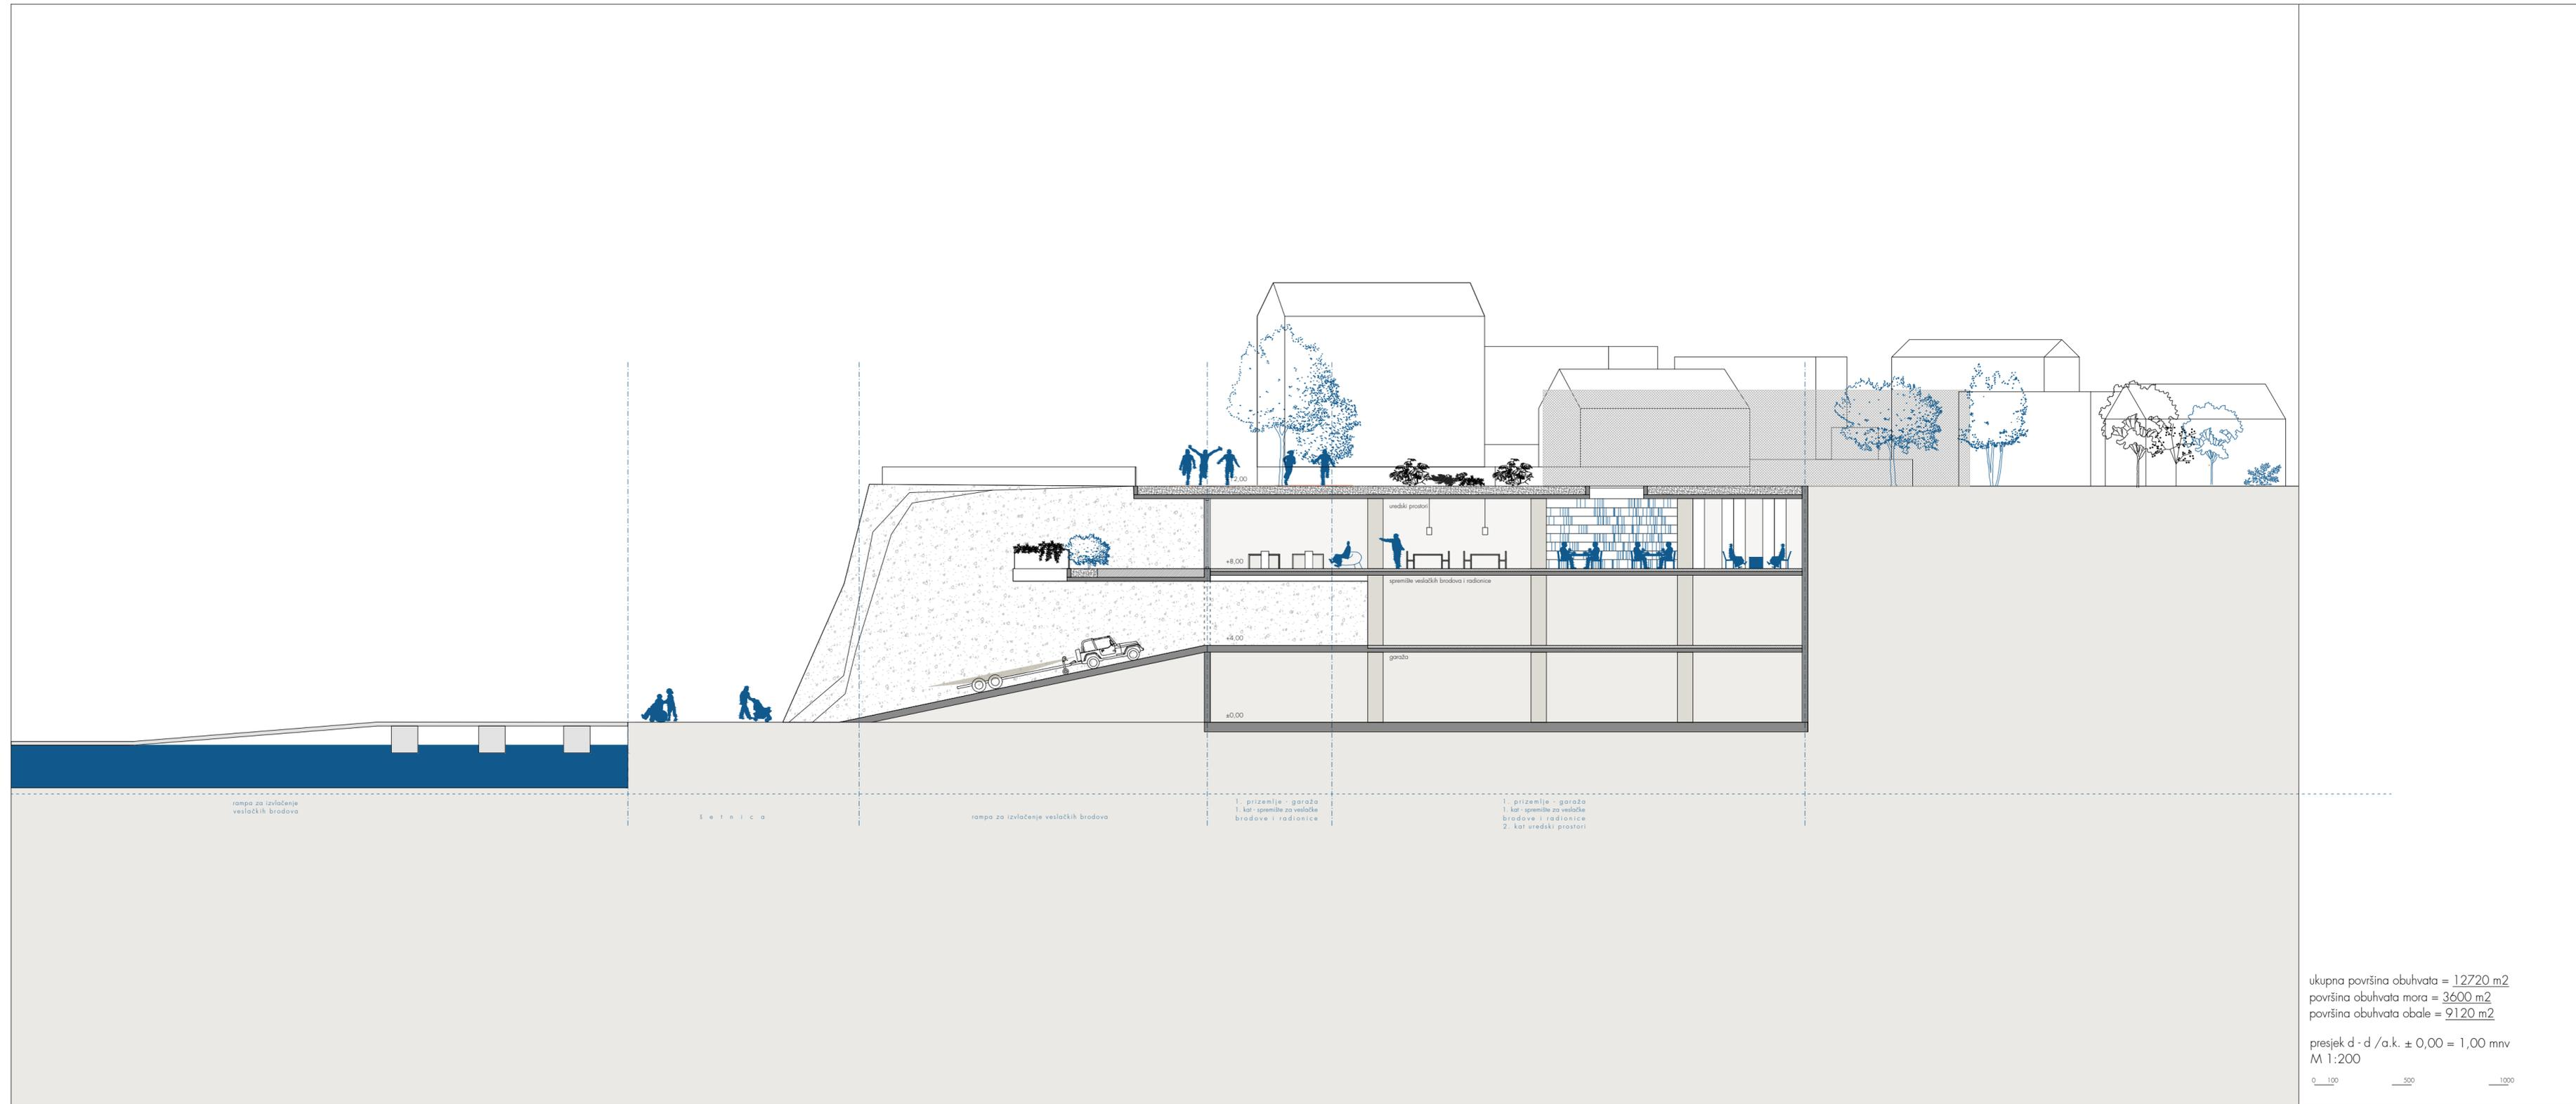 2,00
uredski prostori
+8,00
spremište veslačkih brodova i radionice
+4,00
garaža
±0,00
rampa za izvlačenje
veslačkih brodova
š e t n i c a
rampa za izvlačenje veslačkih brodova
1. prizemlje - garaža
1. kat - spremište za veslačke
brodove i radionice
1. prizemlje - garaža
1. kat - spremište za veslačke
brodove i radionice
2. kat uredski prostori
ukupna površina obuhvata = 12720 m2
površina obuhvata mora = 3600 m2
površina obuhvata obale = 9120 m2
presjek d - d /a.k. ± 0,00 = 1,00 mnv
M 1:200
0 100 500 1000